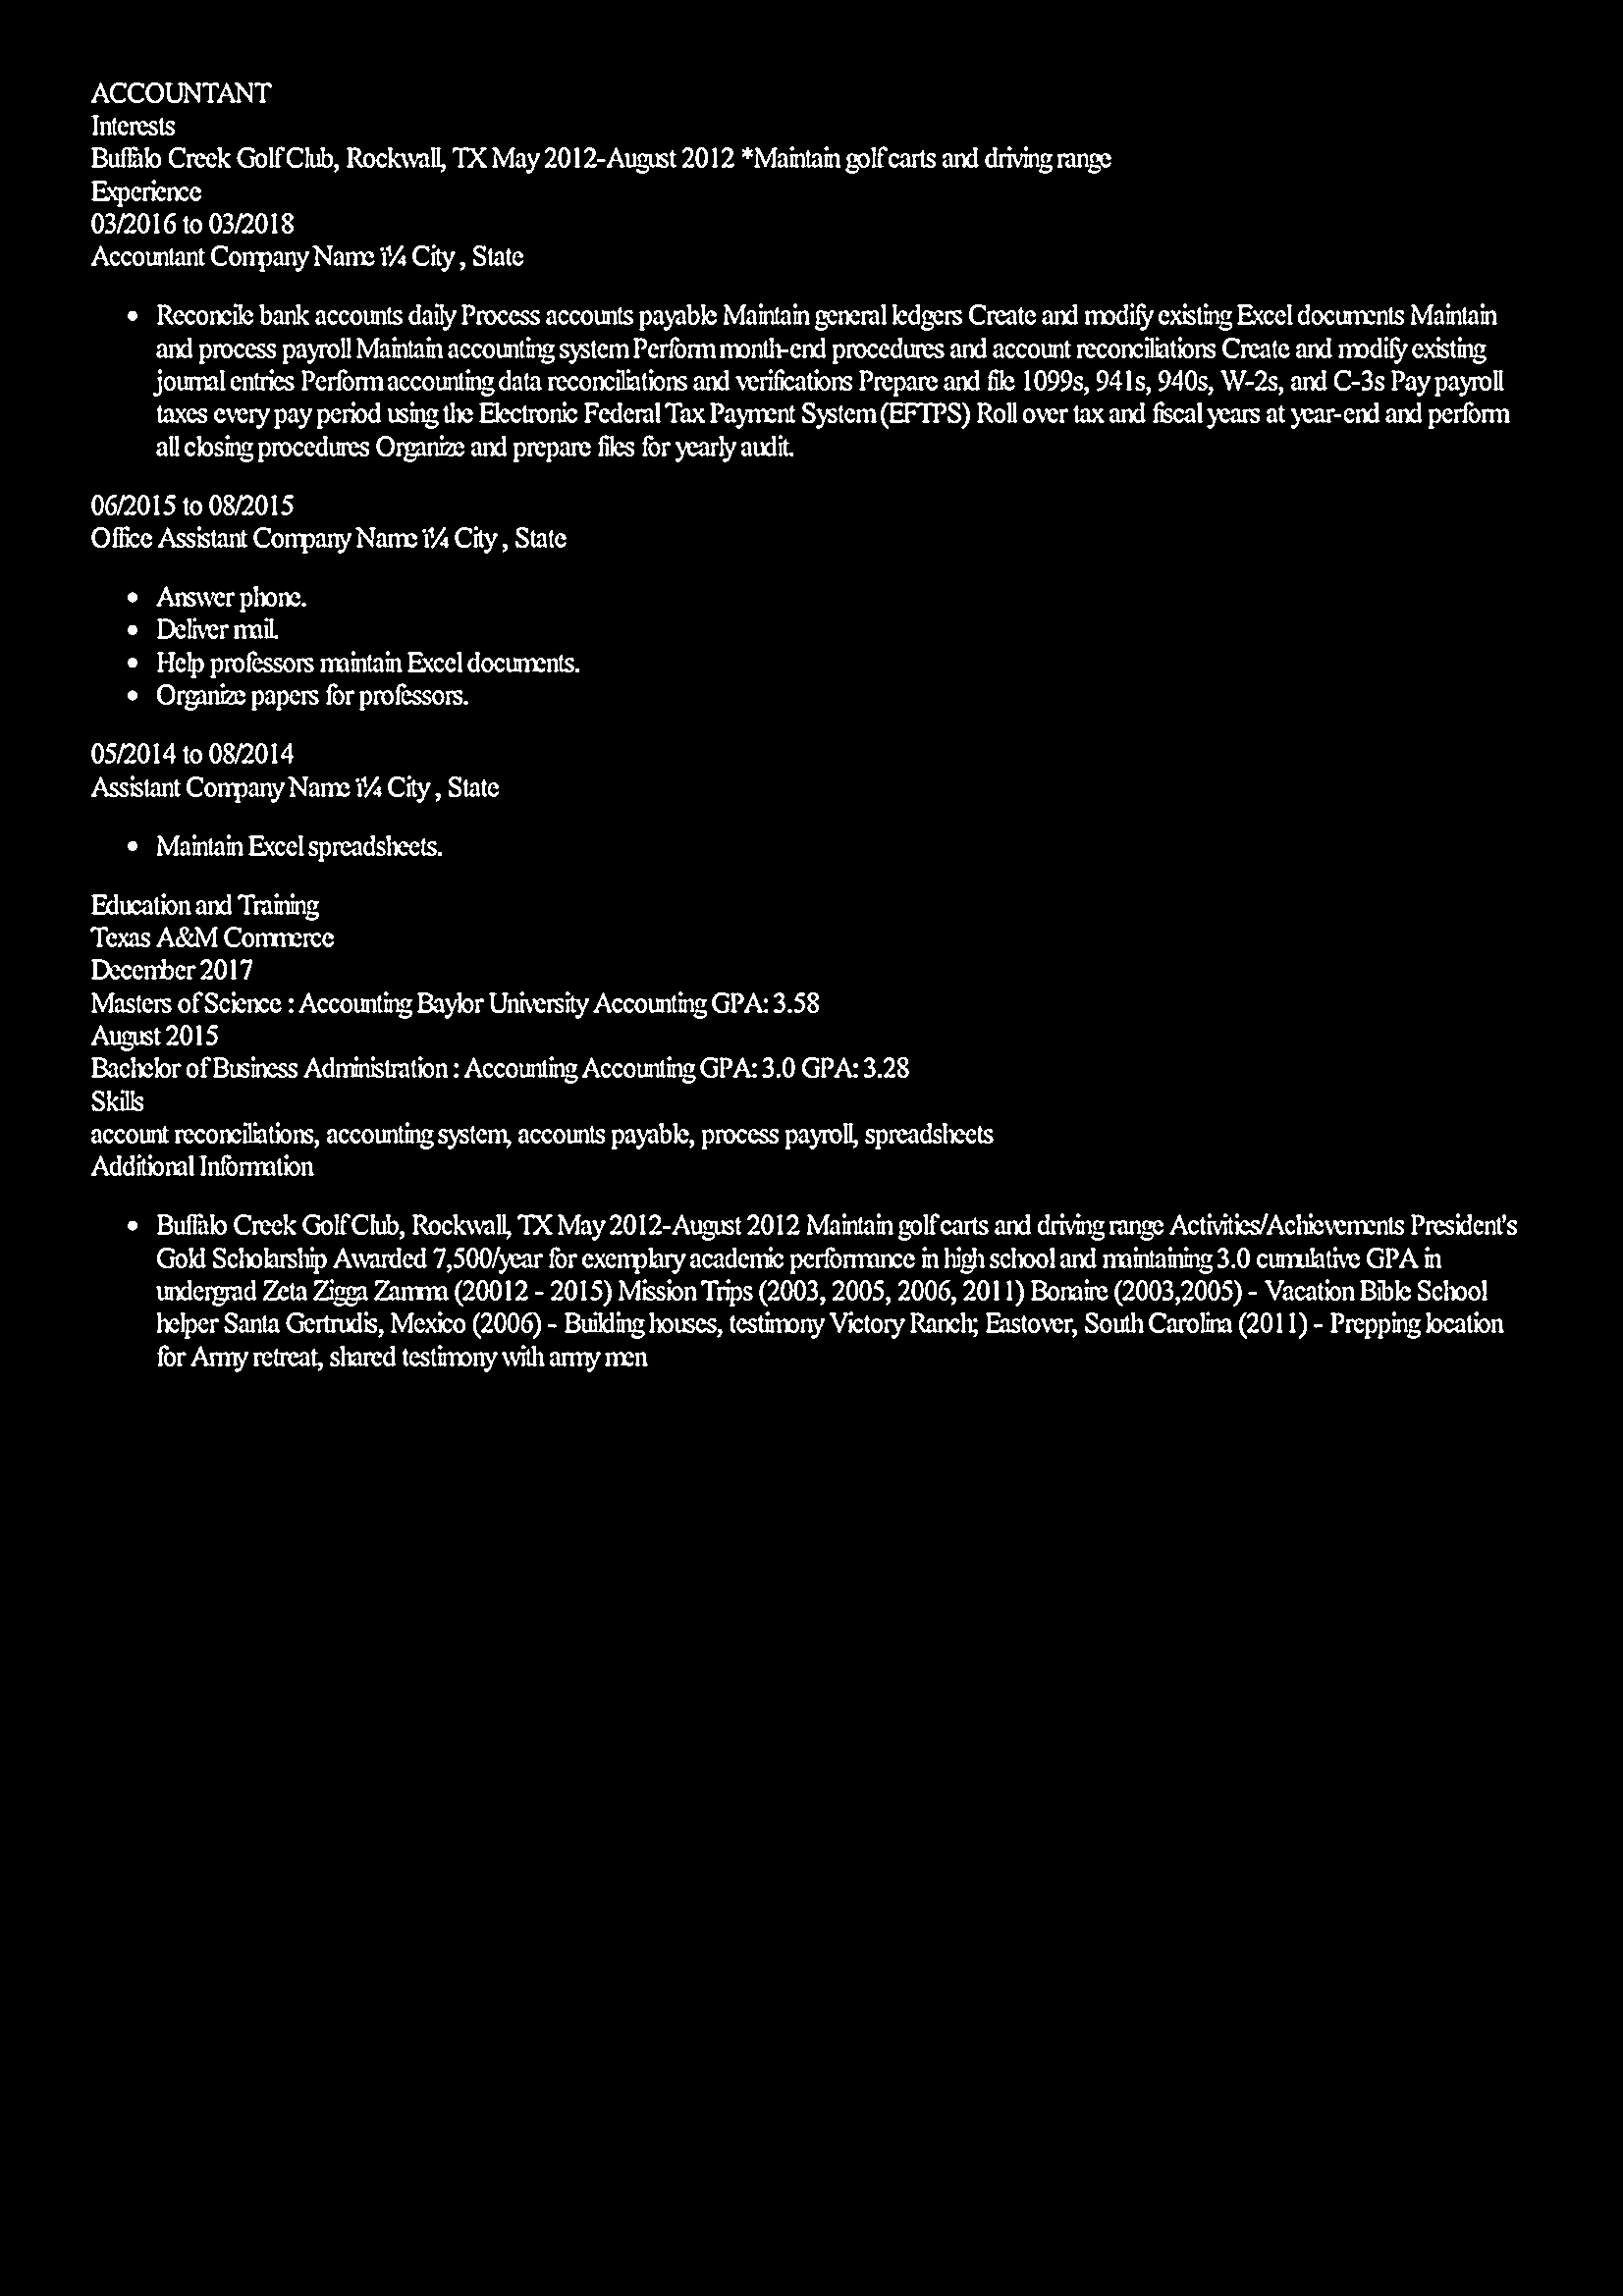 ACCOUNTANT
Interests
Buffalo Creek Golf Club, Rockwall, TX May 2012-August 2012 *Maintain golf carts and driving range
Experience
03/2016 to 03/2018
Accountant Company Name ï¼ City , State
• Reconcile bank accounts daily Process accounts payable Maintain general ledgers Create and modify existing Excel documents Maintain
and process payroll Maintain accounting system Perform month-end procedures and account reconciliations Create and modify existing
journal entries Perform accounting data reconciliations and verifications Prepare and file 1099s, 941s, 940s, W-2s, and C-3s Pay payroll
taxes every pay period using the Electronic Federal Tax Payment System (EFTPS) Roll over tax and fiscal years at year-end and perform
all closing procedures Organize and prepare files for yearly audit.
06/2015 to 08/2015
Office Assistant Company Name ï¼ City , State
• Answer phone.
• Deliver mail.
• Help professors maintain Excel documents.
• Organize papers for professors.
05/2014 to 08/2014
Assistant Company Name ï¼ City , State
• Maintain Excel spreadsheets.
Education and Training
Texas A&M Commerce
December 2017
Masters of Science : Accounting Baylor University Accounting GPA: 3.58
August 2015
Bachelor of Business Administration : Accounting Accounting GPA: 3.0 GPA: 3.28
Skills
account reconciliations, accounting system, accounts payable, process payroll, spreadsheets
Additional Information
• Buffalo Creek Golf Club, Rockwall, TX May 2012-August 2012 Maintain golf carts and driving range Activities/Achievements President's
Gold Scholarship Awarded 7,500/year for exemplary academic performance in high school and maintaining 3.0 cumulative GPA in
undergrad Zeta Zigga Zamma (20012 - 2015) Mission Trips (2003, 2005, 2006, 2011) Bonaire (2003,2005) - Vacation Bible School
helper Santa Gertrudis, Mexico (2006) - Building houses, testimony Victory Ranch; Eastover, South Carolina (2011) - Prepping location
for Army retreat, shared testimony with army men